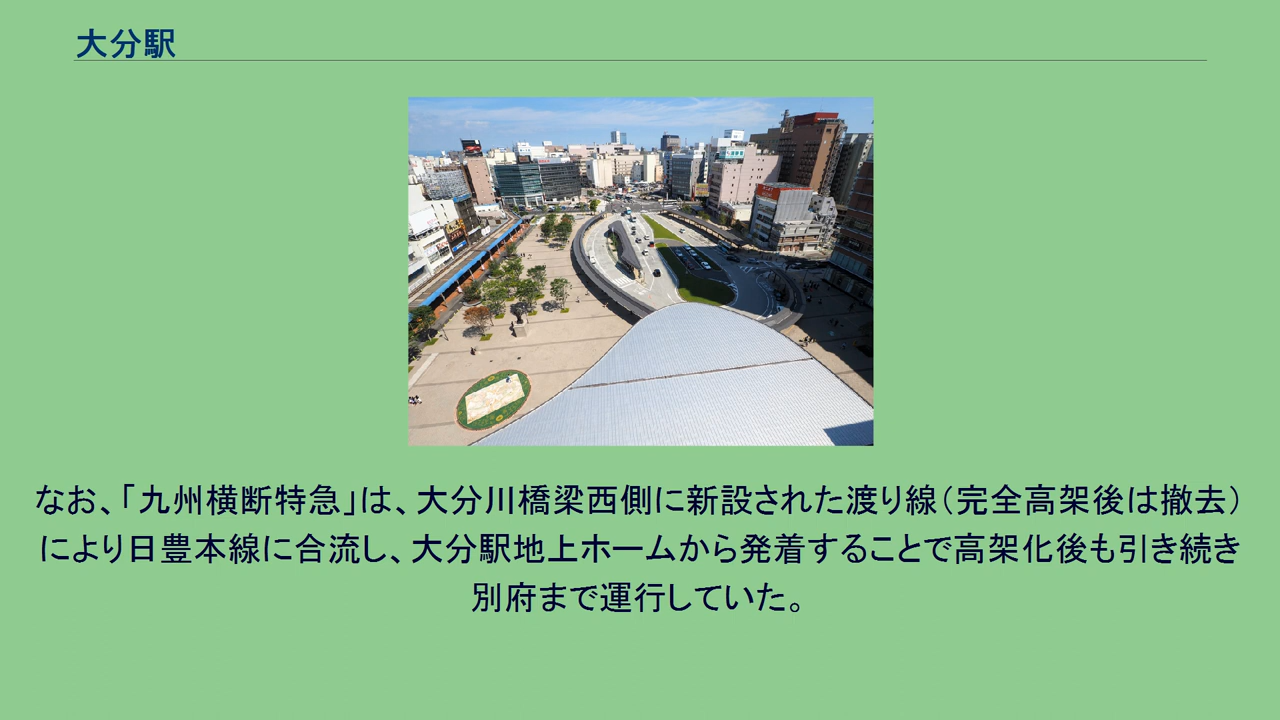 大分駅
なお、「九州横断特急」は、大分川橋梁西側に新設された渡り線（完全高架後は撤去）
により日豊本線に合流し、大分駅地上ホームから発着することで高架化後も引き続き
別府まで運行していた。